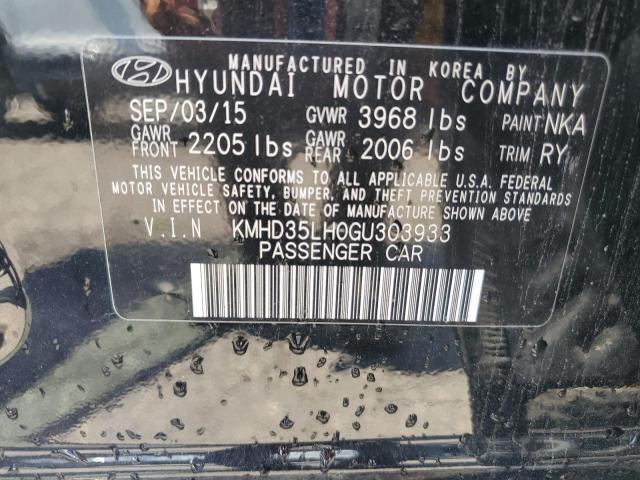 MANUFACTURED IN KOREA BY
HYUNDAI MOTOR COMPANY
SEP/03/15 GVWR 3968 lbs PAINT NKA
GAWR FRONT 2205 lbs GAWR REAR 2006 lbs TRIM RY
THIS VEHICLE CONFORMS TO ALL APPLICABLE U.S.A. FEDERAL
MOTOR VEHICLE SAFETY, BUMPER, AND THEFT PREVENTION STANDARDS
IN EFFECT ON THE DATE OF MANUFACTURE SHOWN ABOVE.
V.I.N KMHD35LH0GU303933
PASSENGER CAR